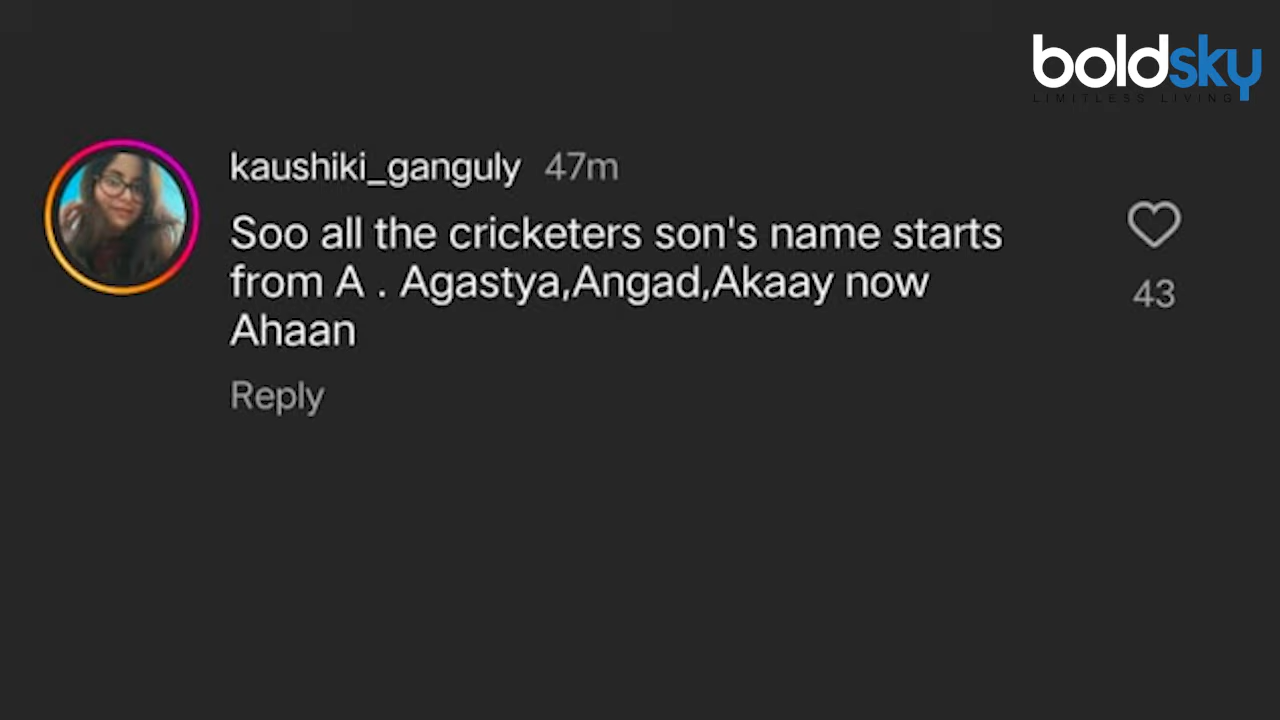 boldsky
LIMITLESS LIVING
kaushiki_ganguly 47m
Soo all the cricketers son's name starts
from A . Agastya,Angad,Akaay now
Ahaan
43
Reply